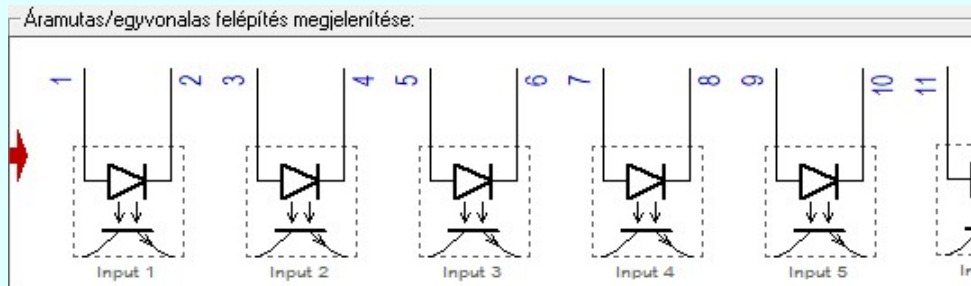 Áramutas/egyvonalas felépítés megjelenítése:
1 2 3 4 5 6 7 8 9 10 11
Input 1 Input 2 Input 3 Input 4 Input 5 In